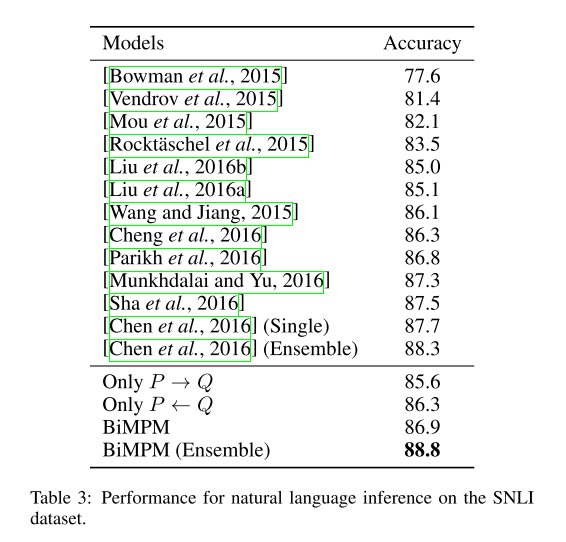 Models Accuracy
[Bowman et al., 2015] 77.6
[Vendrov et al., 2015] 81.4
[Mou et al., 2015] 82.1
[Rocktäschel et al., 2015] 83.5
[Liu et al., 2016b] 85.0
[Liu et al., 2016a] 85.1
[Wang and Jiang, 2015] 86.1
[Cheng et al., 2016] 86.3
[Parikh et al., 2016] 86.8
[Munkhdalai and Yu, 2016] 87.3
[Sha et al., 2016] 87.5
[Chen et al., 2016] (Single) 87.7
[Chen et al., 2016] (Ensemble) 88.3
Only P → Q 85.6
Only P ← Q 86.3
BiMPM 86.9
BiMPM (Ensemble) 88.8
Table 3: Performance for natural language inference on the SNLI
dataset.